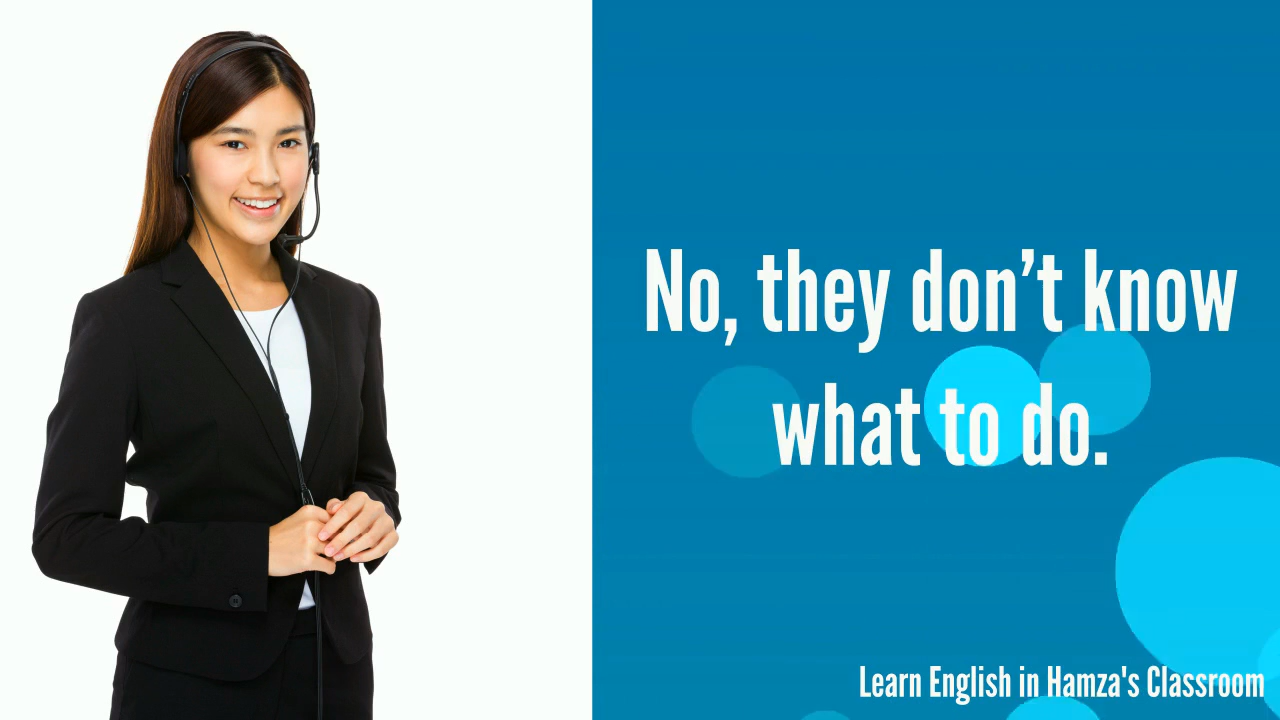 No, they don’t know
what to do.
Learn English in Hamza's Classroom